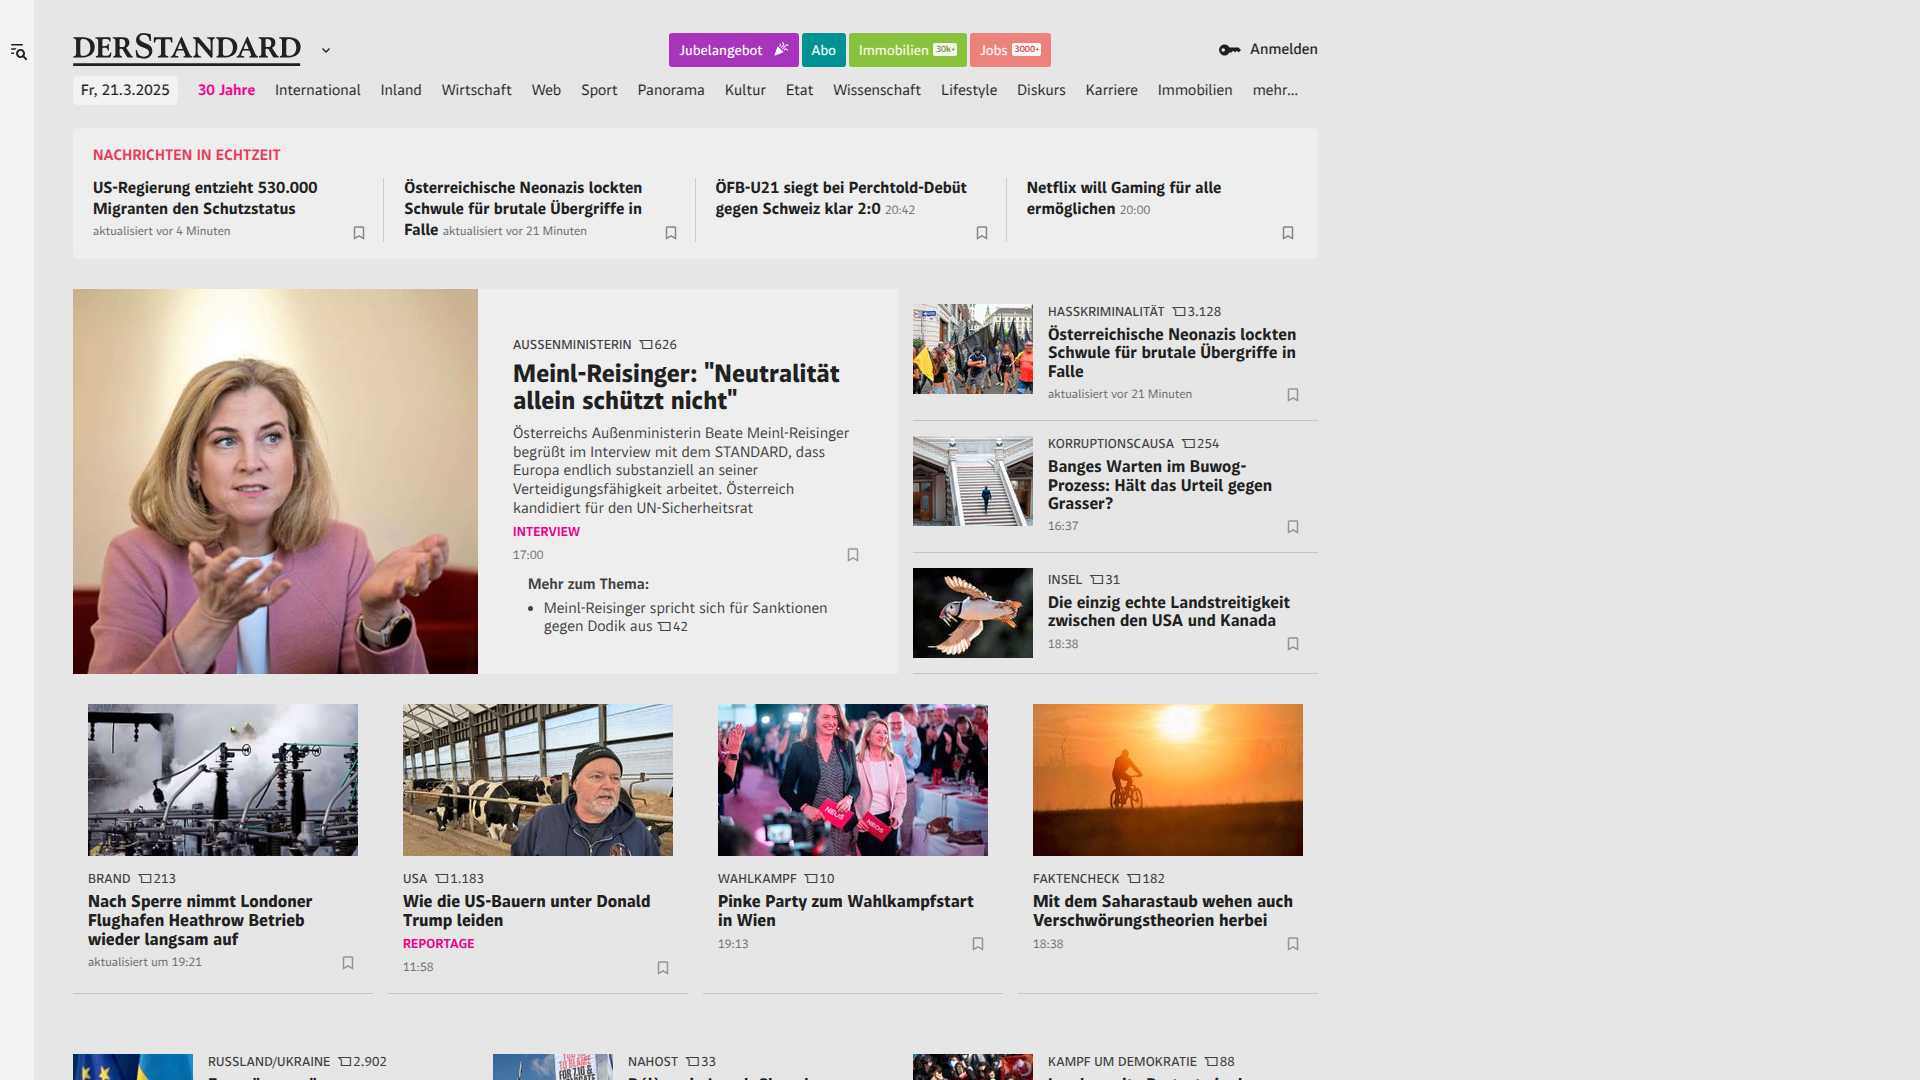 DERSTANDARD
Jubelangebot
Abo
Immobilien 30k+
Jobs 3000+
Anmelden
Fr, 21.3.2025
30 Jahre
International
Inland
Wirtschaft
Web
Sport
Panorama
Kultur
Etat
Wissenschaft
Lifestyle
Diskurs
Karriere
Immobilien
mehr...
NACHRICHTEN IN ECHTZEIT
US-Regierung entzieht 530.000
Migranten den Schutzstatus
aktualisiert vor 4 Minuten
Österreichische Neonazis lockten
Schwule für brutale Übergriffe in
Falle aktualisiert vor 21 Minuten
ÖFB-U21 siegt bei Perchtold-Debüt
gegen Schweiz klar 2:0 20:42
Netflix will Gaming für alle
ermöglichen 20:00
AUSSENMINISTERIN 626
Meinl-Reisinger: "Neutralität
allein schützt nicht"
Österreichs Außenministerin Beate Meinl-Reisinger
begrüßt im Interview mit dem STANDARD, dass
Europa endlich substanziell an seiner
Verteidigungsfähigkeit arbeitet. Österreich
kandidiert für den UN-Sicherheitsrat
INTERVIEW
17:00
Mehr zum Thema:
• Meinl-Reisinger spricht sich für Sanktionen
gegen Dodik aus 42
HASSKRIMINALITÄT 3.128
Österreichische Neonazis lockten
Schwule für brutale Übergriffe in
Falle
aktualisiert vor 21 Minuten
KORRUPTIONSCAUSA 254
Banges Warten im Buwog-
Prozess: Hält das Urteil gegen
Grasser?
16:37
INSEL 31
Die einzig echte Landstreitigkeit
zwischen den USA und Kanada
18:38
BRAND 213
Nach Sperre nimmt Londoner
Flughafen Heathrow Betrieb
wieder langsam auf
aktualisiert um 19:21
USA 1.183
Wie die US-Bauern unter Donald
Trump leiden
REPORTAGE
11:58
NEOS
NEOS
WAHLKAMPF 10
Pinke Party zum Wahlkampfstart
in Wien
19:13
FAKTENCHECK 182
Mit dem Saharastaub wehen auch
Verschwörungstheorien herbei
18:38
RUSSLAND/UKRAINE 2.902
NAHOST 33
KAMPF UM DEMOKRATIE 88